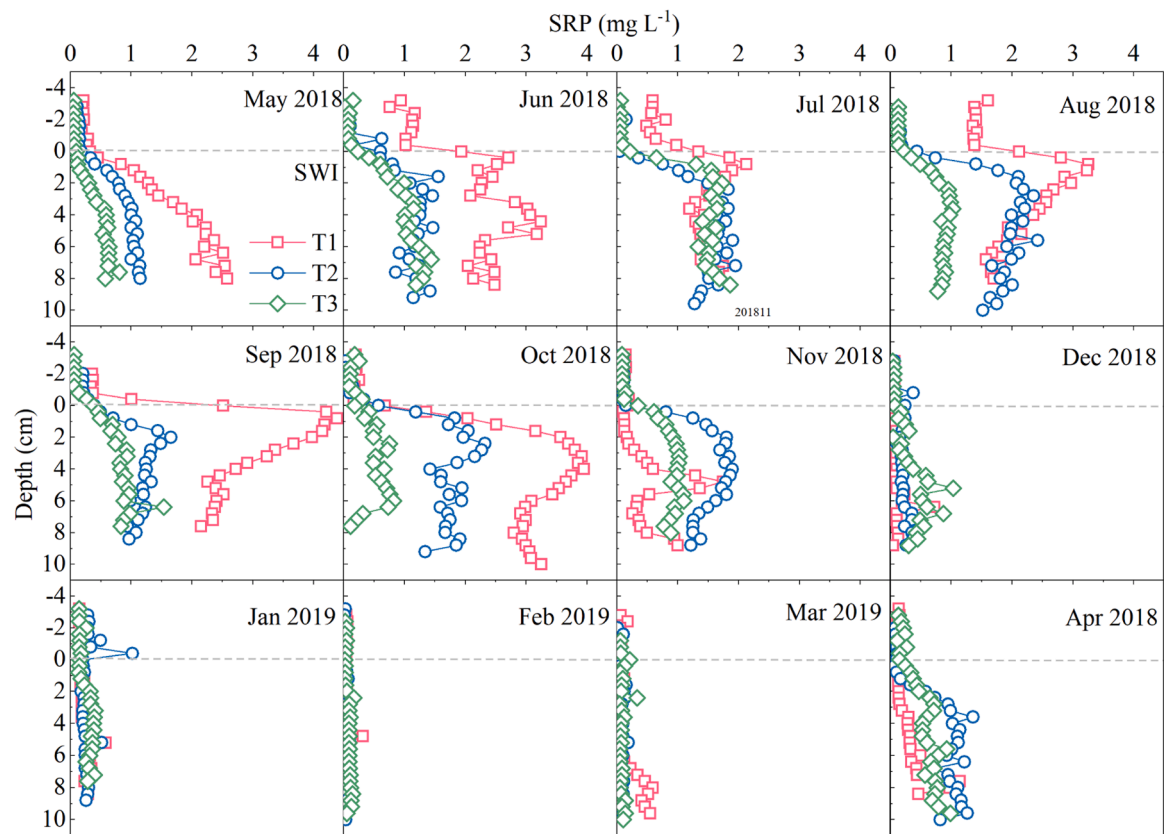 SRP (mg L-1)
0 1 2 3 4 0 1 2 3 4 0 1 2 3 4 0 1 2 3 4
-4
-2
0
2
4
6
8
10
May 2018
SWI
T1
T2
T3
Jun 2018
Jul 2018
201811
Aug 2018
Depth (cm)
-4
-2
0
2
4
6
8
10
Sep 2018
Oct 2018
Nov 2018
Dec 2018
-4
-2
0
2
4
6
8
10
Jan 2019
Feb 2019
Mar 2019
Apr 2018